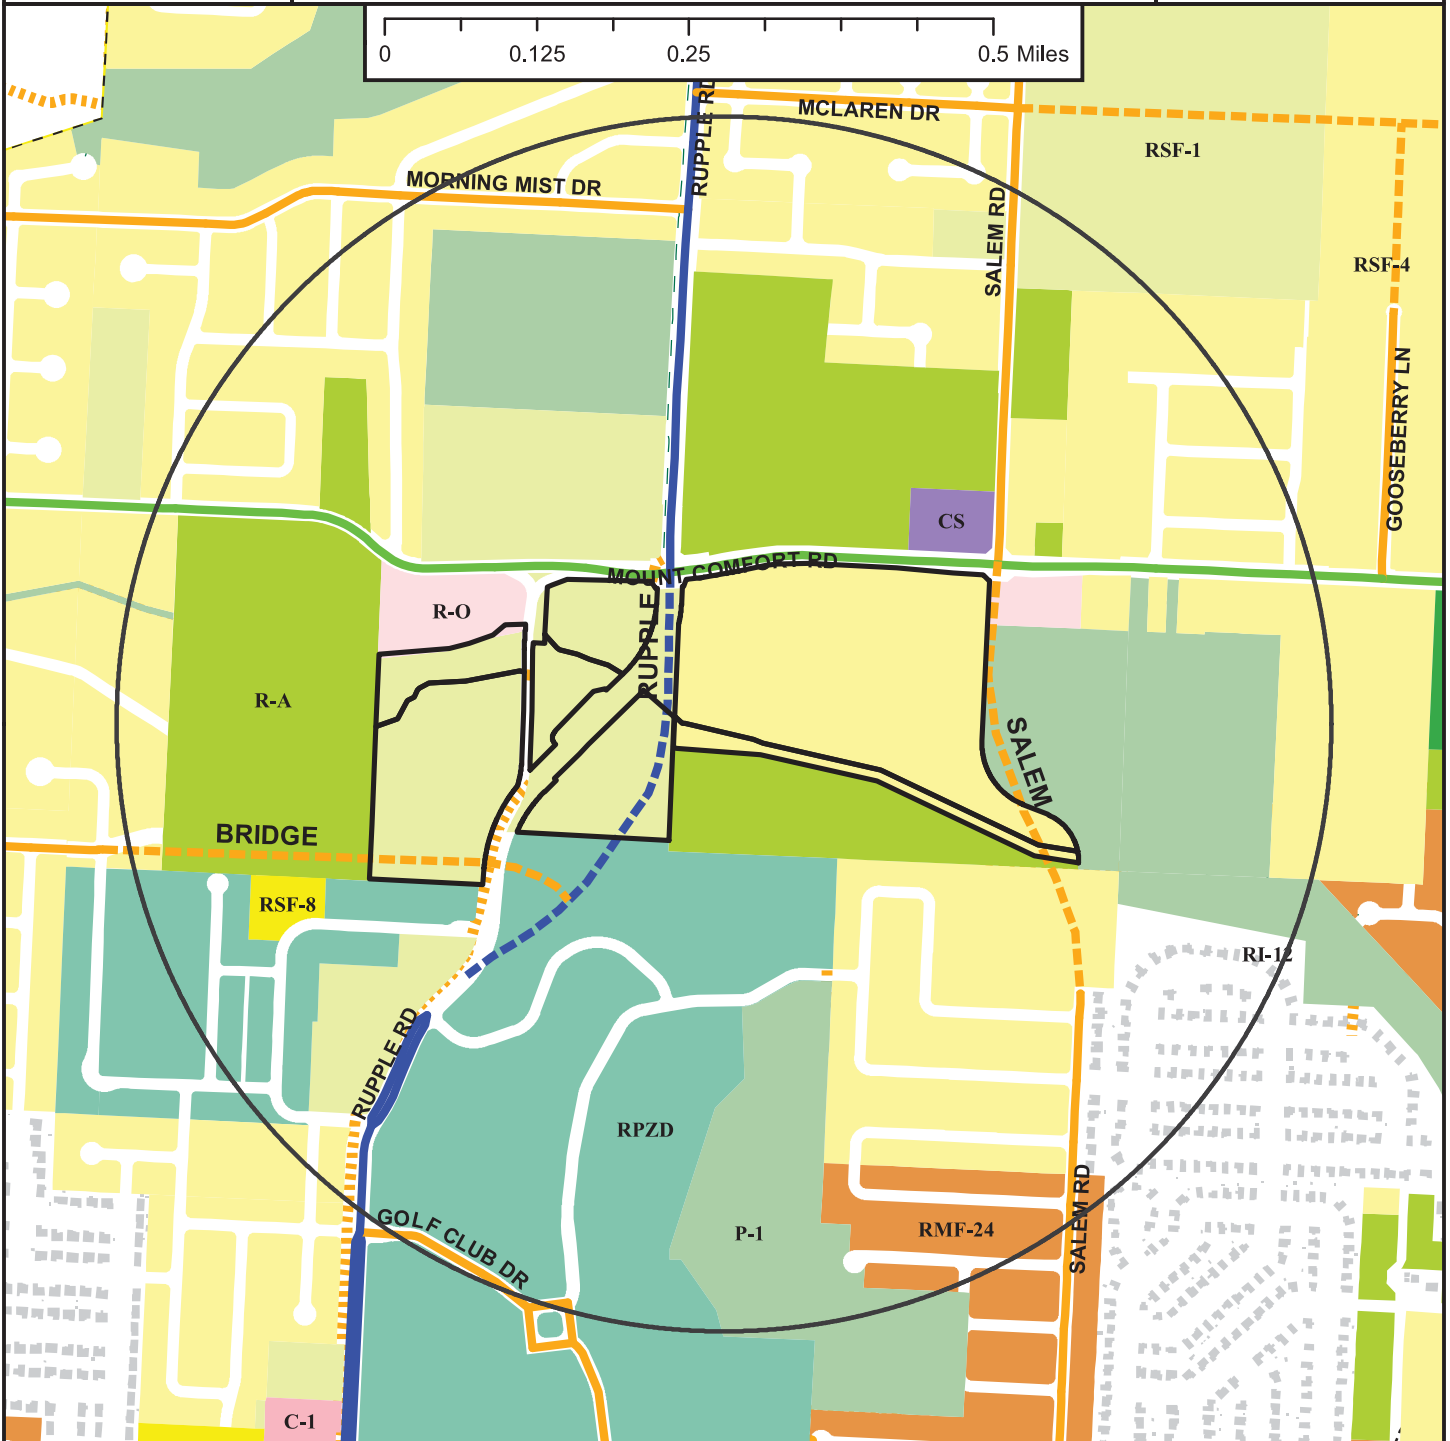 0 0.125 0.25 0.5 Miles
RUPPLE RD
MCLAREN DR
RSF-1
MORNING MIST DR
SALEM RD
RSF-4
GOOSEBERRY LN
CS
MOUNT COMFORT RD
R-O
RUPPLE
R-A
SALEM
BRIDGE
RSF-8
RI-12
RUPPLE RD
RPZD
SALEM RD
GOLF CLUB DR
P-1
RMF-24
C-1